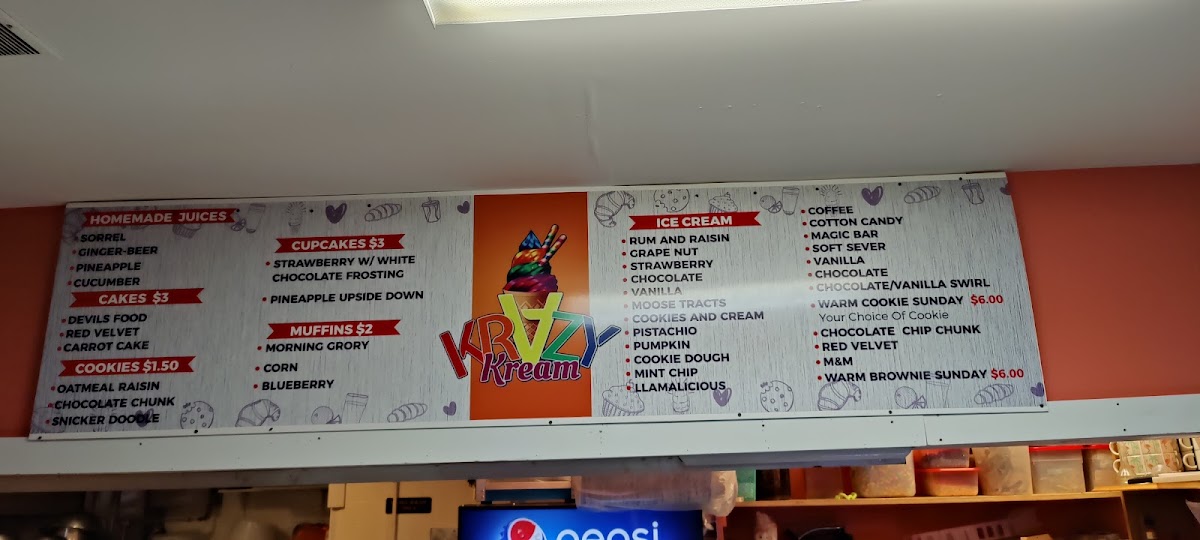 HOMEMADE JUICES
SORREL
GINGER-BEER
PINEAPPLE
CUCUMBER
CAKES $3
DEVILS FOOD
RED VELVET
CARROT CAKE
COOKIES $1.50
OATMEAL RAISIN
CHOCOLATE CHUNK
SNICKER DOODLE
CUPCAKES $3
STRAWBERRY W/ WHITE
CHOCOLATE FROSTING
PINEAPPLE UPSIDE DOWN
MUFFINS $2
MORNING GRORY
CORN
BLUEBERRY
KRAZY
Kream
ICE CREAM
RUM AND RAISIN
GRAPE NUT
STRAWBERRY
CHOCOLATE
VANILLA
MOOSE TRACTS
COOKIES AND CREAM
PISTACHIO
PUMPKIN
COOKIE DOUGH
MINT CHIP
LLAMALICIOUS
COFFEE
COTTON CANDY
MAGIC BAR
SOFT SEVER
VANILLA
CHOCOLATE
CHOCOLATE/VANILLA SWIRL
WARM COOKIE SUNDAY $6.00
Your Choice Of Cookie
CHOCOLATE CHIP CHUNK
RED VELVET
M&M
WARM BROWNIE SUNDAY $6.00
pepsi